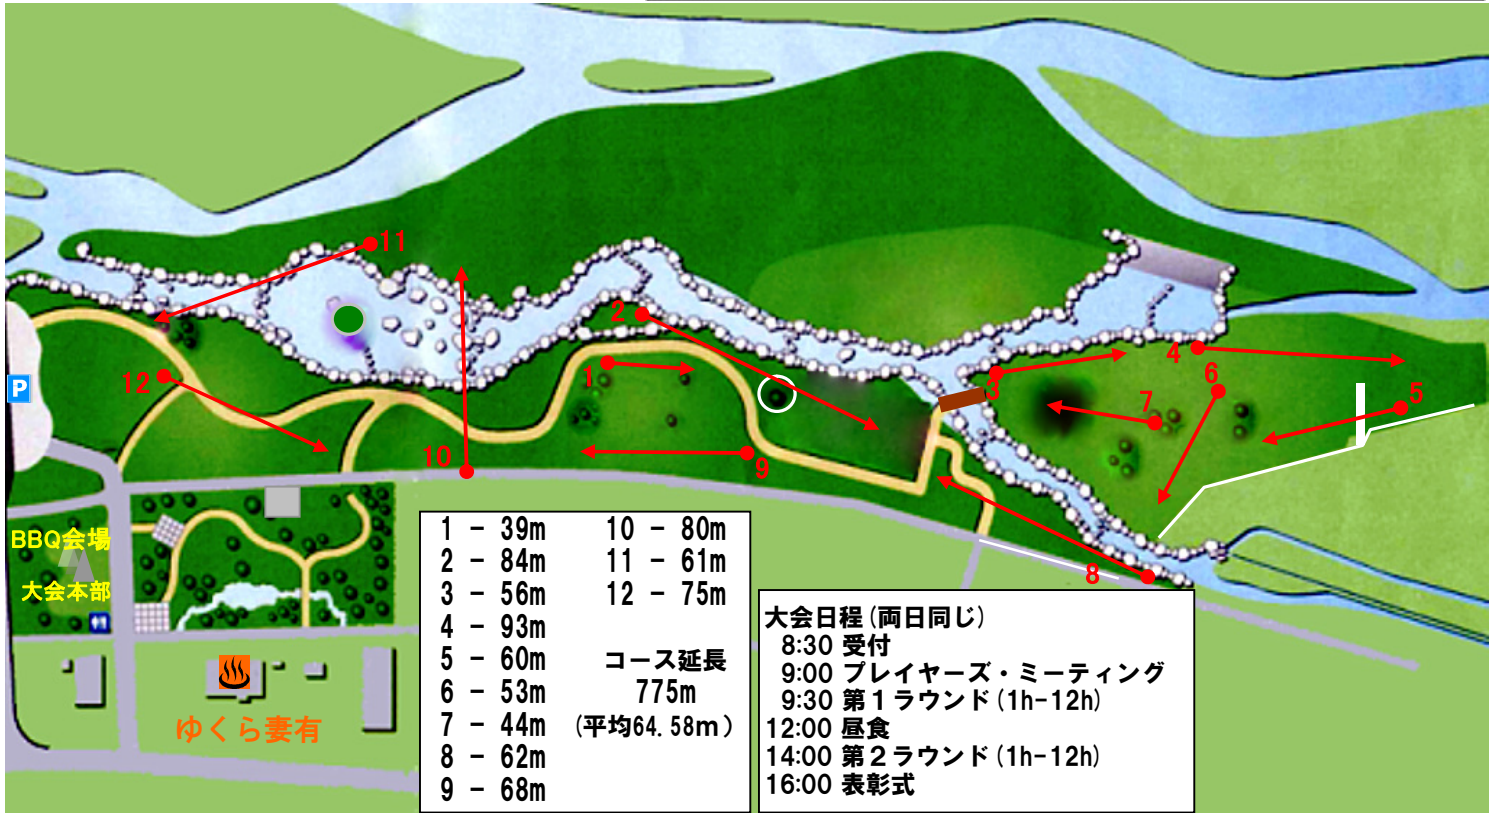 11
2
1
3
4
6
5
7
12
10
9
8
P
BBQ会場
大会本部
ゆくら妻有
1 - 39m 10 - 80m
2 - 84m 11 - 61m
3 - 56m 12 - 75m
4 - 93m
5 - 60m コース延長
6 - 53m 775m
7 - 44m (平均64.58m)
8 - 62m
9 - 68m
大会日程(両日同じ)
8:30 受付
9:00 プレイヤーズ・ミーティング
9:30 第1ラウンド(1h-12h)
12:00 昼食
14:00 第2ラウンド(1h-12h)
16:00 表彰式